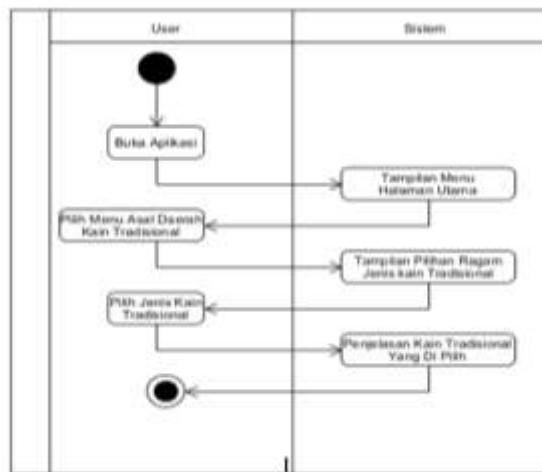 User
Sistem
Buka Aplikasi
Tampilan Menu
Halaman Utama
Pilih Menu Asal Daerah
Kain Tradisional
Tampilan Pilihan Ragam
Jenis kain Tradisional
Pilih Jenis Kain
Tradisional
Penjelasan Kain Tradisional
Yang Di Pilih